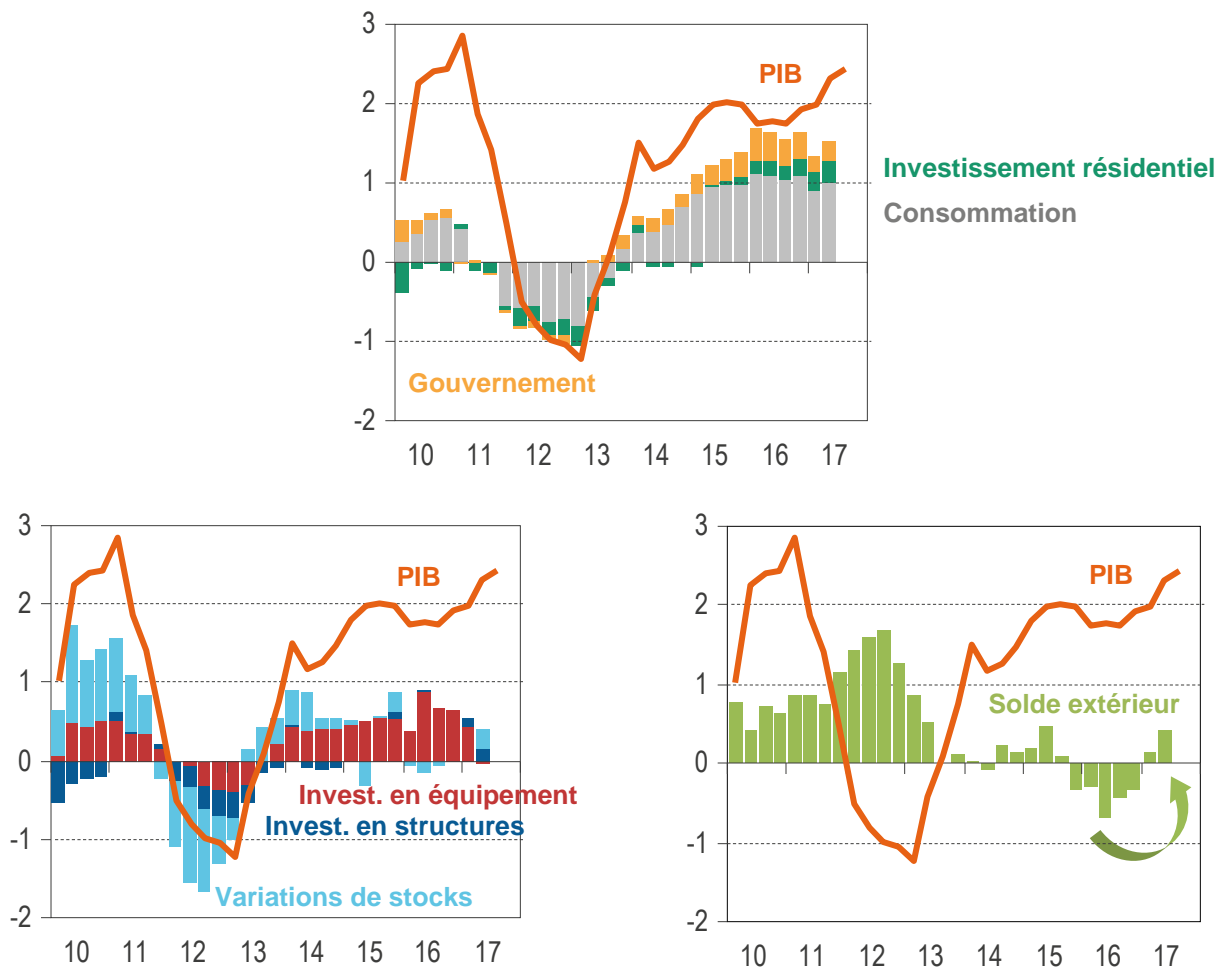 3
2
1
0
-1
-2
PIB
Investissement résidentiel
Consommation
Gouvernement
10 11 12 13 14 15 16 17
3
2
1
0
-1
-2
PIB
Invest. en équipement
Invest. en structures
Variations de stocks
10 11 12 13 14 15 16 17
3
2
1
0
-1
-2
PIB
Solde extérieur
10 11 12 13 14 15 16 17